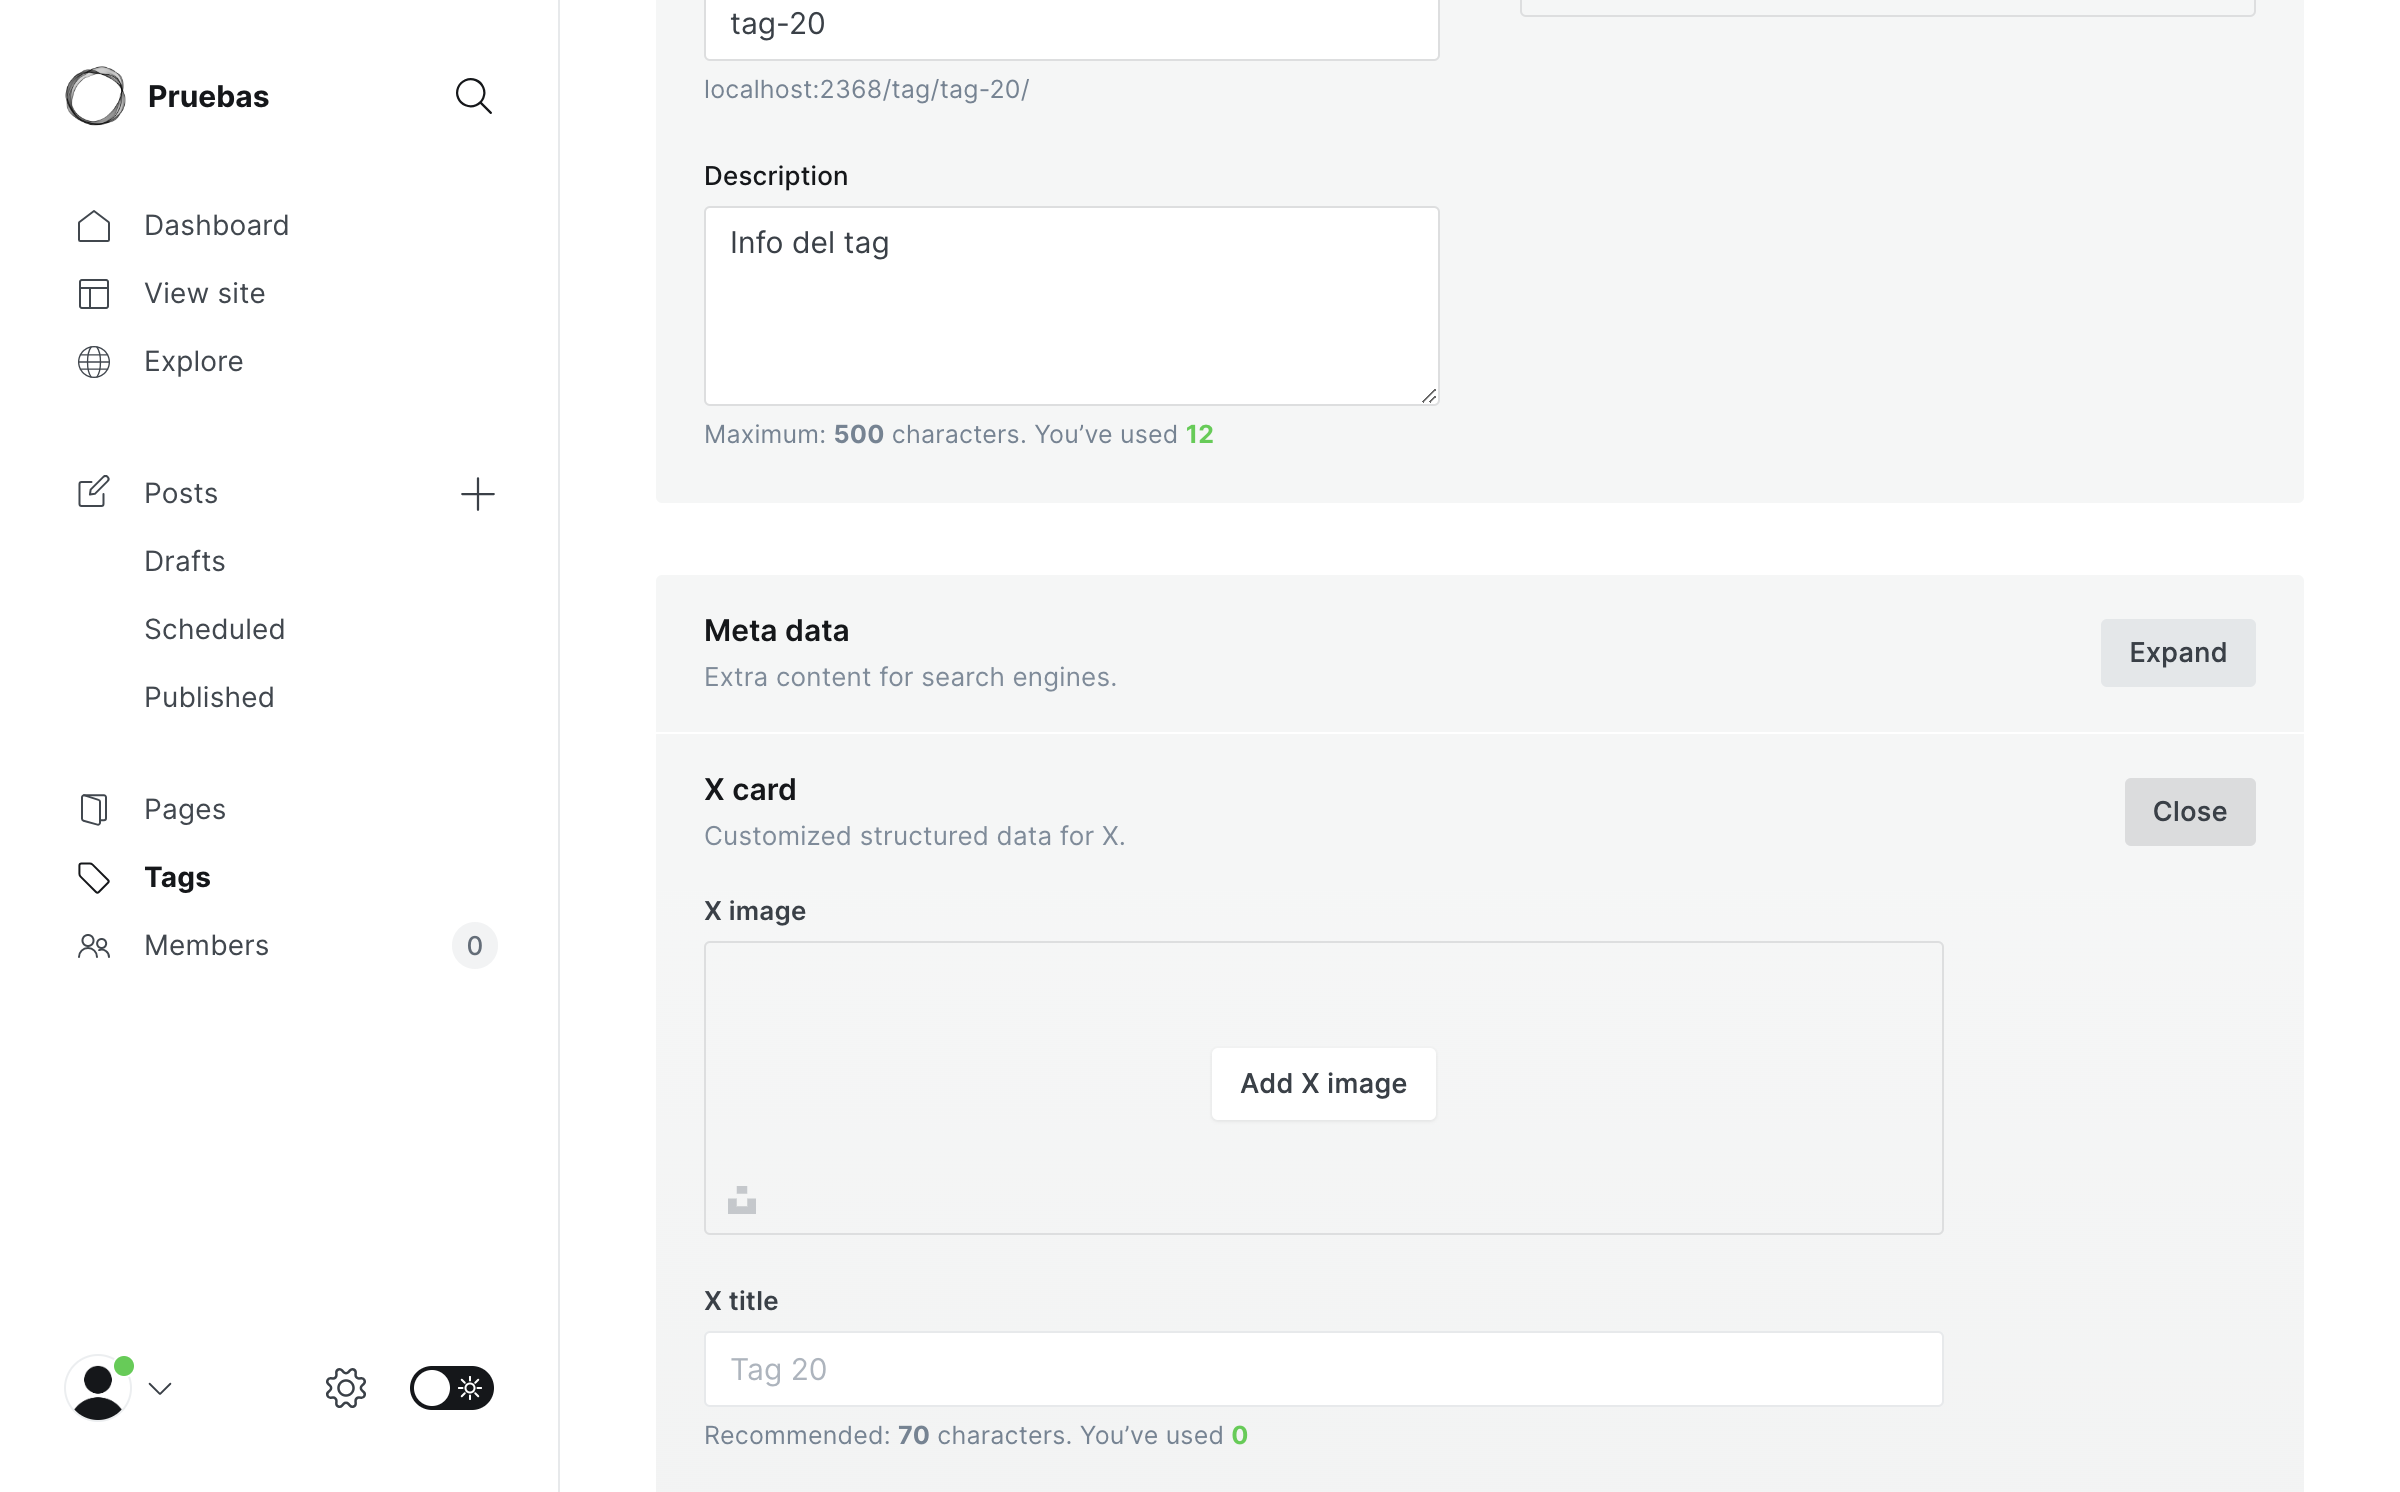 Pruebas
Dashboard
View site
Explore
Posts
Drafts
Scheduled
Published
Pages
Tags
Members
0
tag-20
localhost:2368/tag/tag-20/
Description
Info del tag
Maximum: 500 characters. You’ve used 12
Meta data
Extra content for search engines.
Expand
X card
Customized structured data for X.
Close
X image
Add X image
X title
Tag 20
Recommended: 70 characters. You’ve used 0